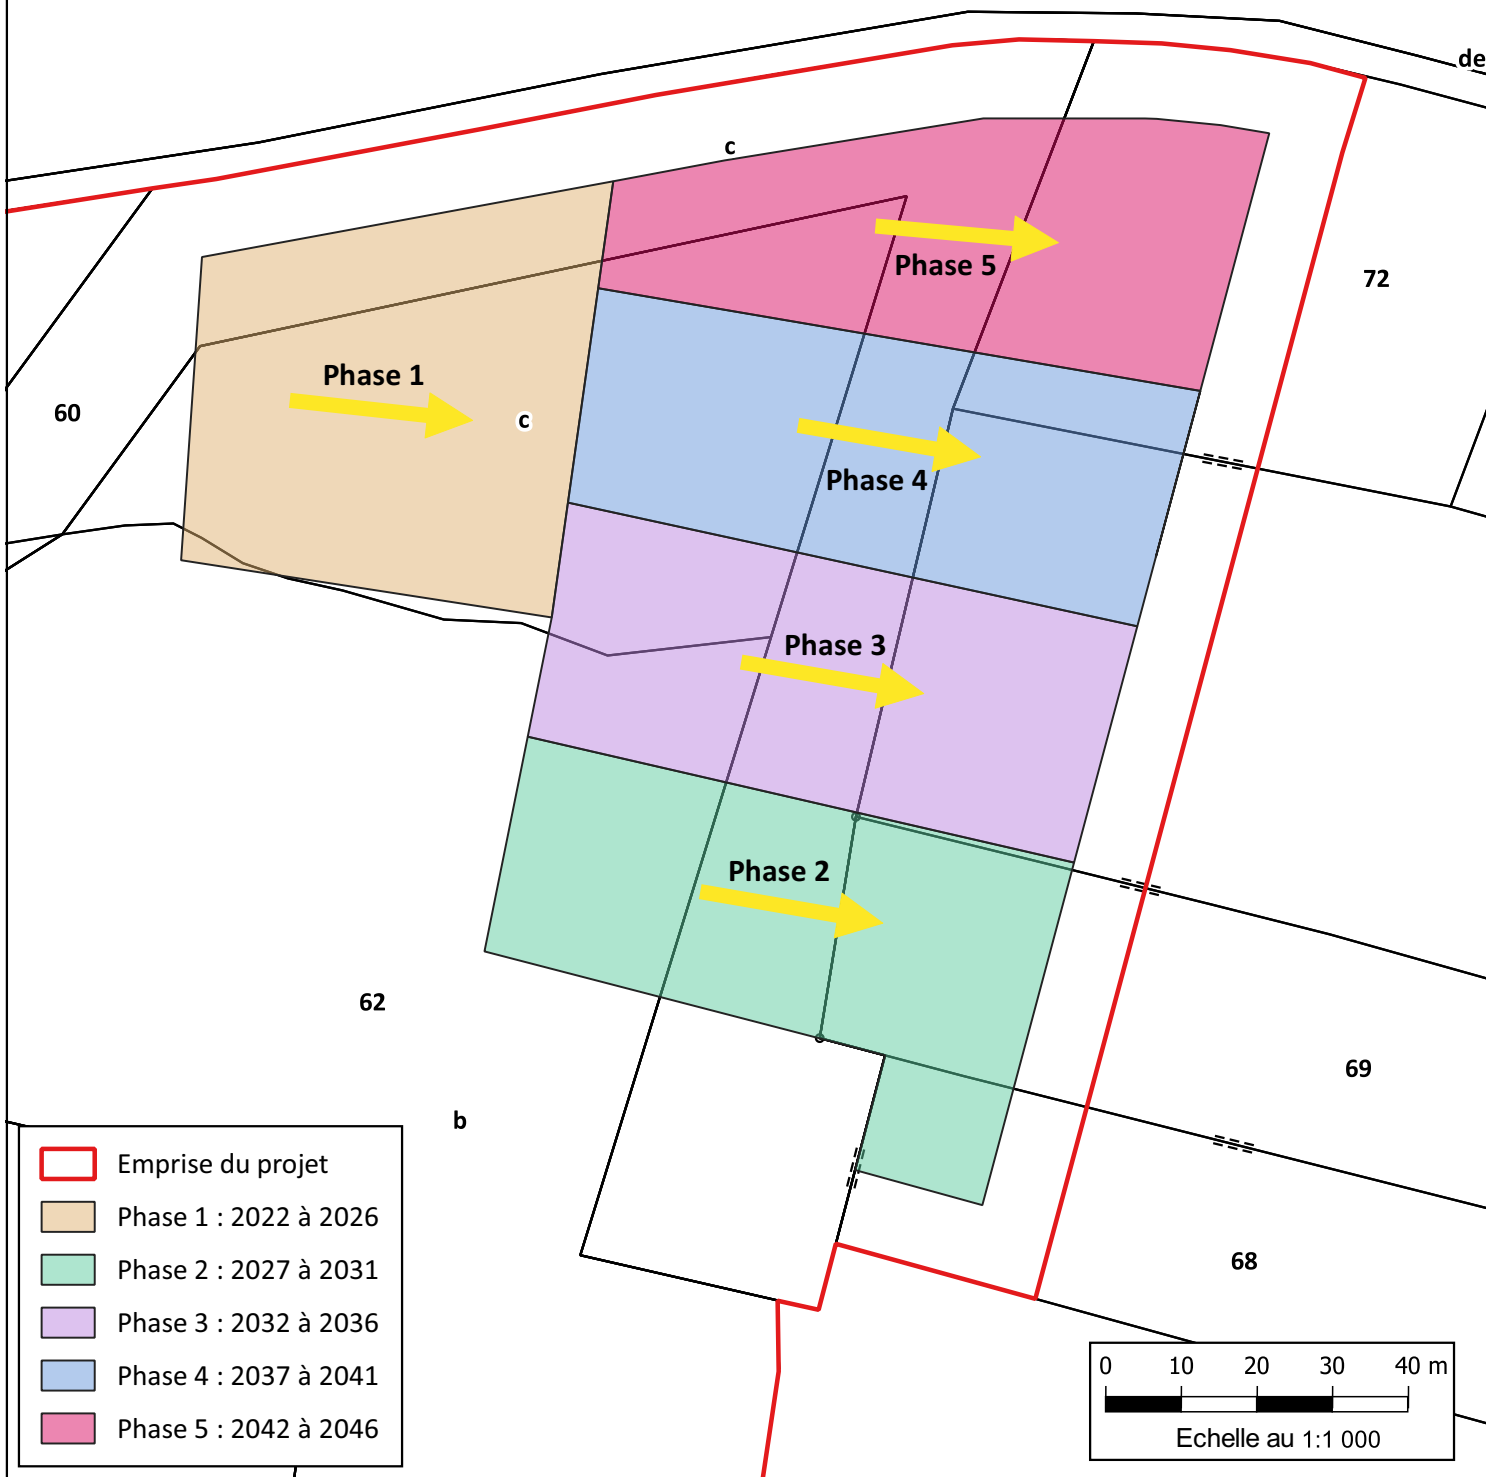 de
c
Phase 5
72
Phase 1
60
c
Phase 4
Phase 3
Phase 2
62
69
b
68
Emprise du projet
Phase 1 : 2022 à 2026
Phase 2 : 2027 à 2031
Phase 3 : 2032 à 2036
Phase 4 : 2037 à 2041
Phase 5 : 2042 à 2046
0 10 20 30 40 m
Echelle au 1:1 000